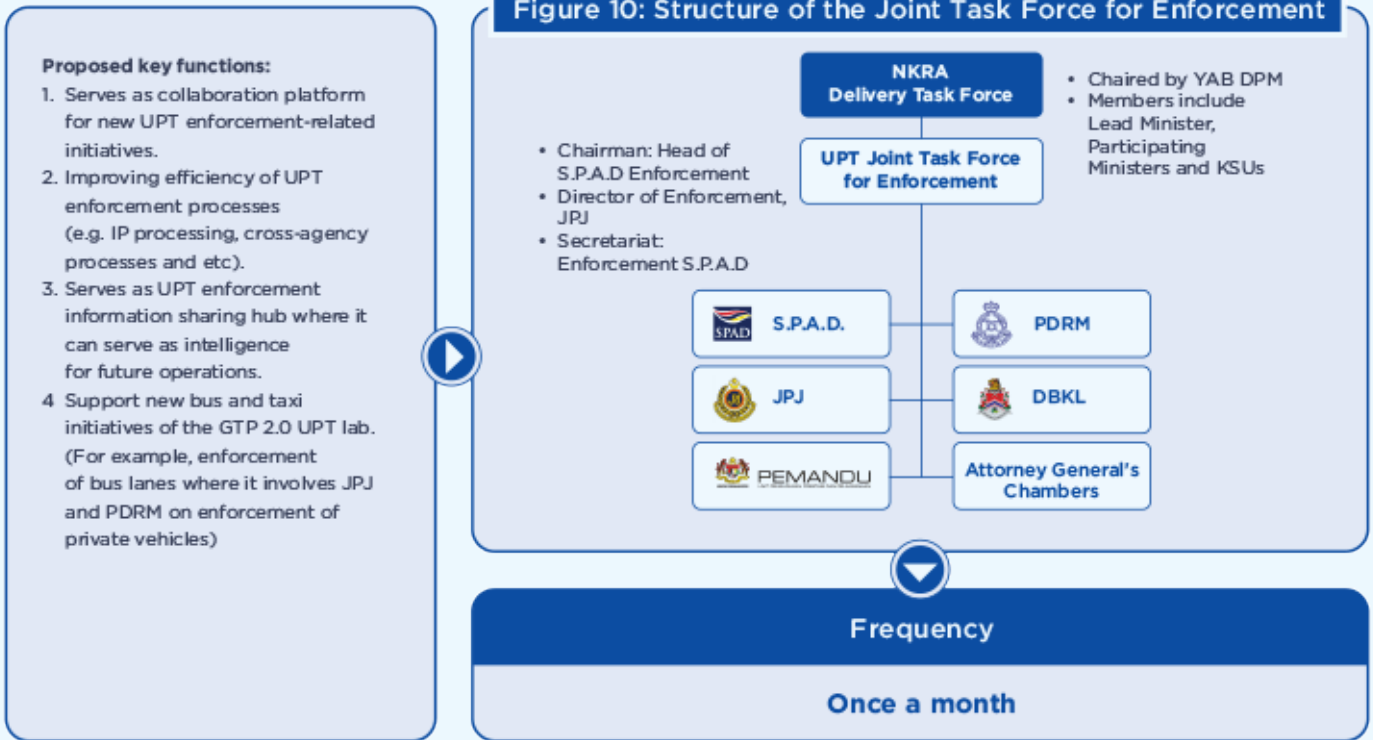 Figure 10: Structure of the Joint Task Force for Enforcement
Proposed key functions:
1. Serves as collaboration platform
for new UPT enforcement-related
initiatives.
2. Improving efficiency of UPT
enforcement processes
(e.g. IP processing, cross-agency
processes and etc).
3. Serves as UPT enforcement
information sharing hub where it
can serve as intelligence
for future operations.
4 Support new bus and taxi
initiatives of the GTP 2.0 UPT lab.
(For example, enforcement
of bus lanes where it involves JPJ
and PDRM on enforcement of
private vehicles)
NKRA
Delivery Task Force
• Chaired by YAB DPM
• Members include
Lead Minister,
Participating
Ministers and KSUs
UPT Joint Task Force
for Enforcement
• Chairman: Head of
S.P.A.D Enforcement
• Director of Enforcement,
JPJ
• Secretariat:
Enforcement S.P.A.D
SPAD
S.P.A.D.
PDRM
JPJ
DBKL
PEMANDU
Attorney General's
Chambers
Frequency
Once a month